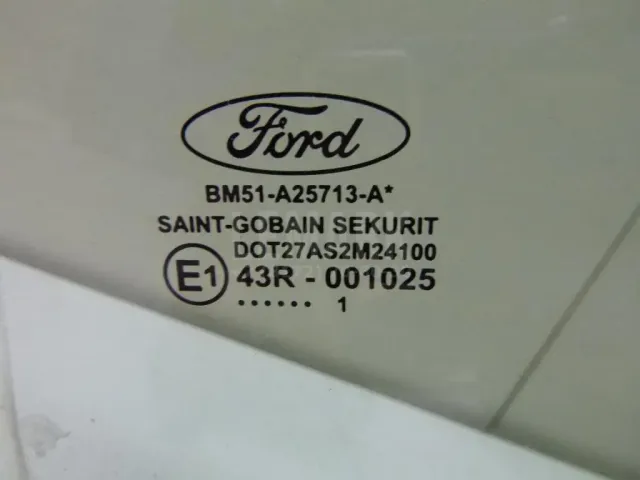 Ford
BM51-A25713-A*
SAINT-GOBAIN SEKURIT
DOT27AS2M24100
E1 43R - 001025
...... 1